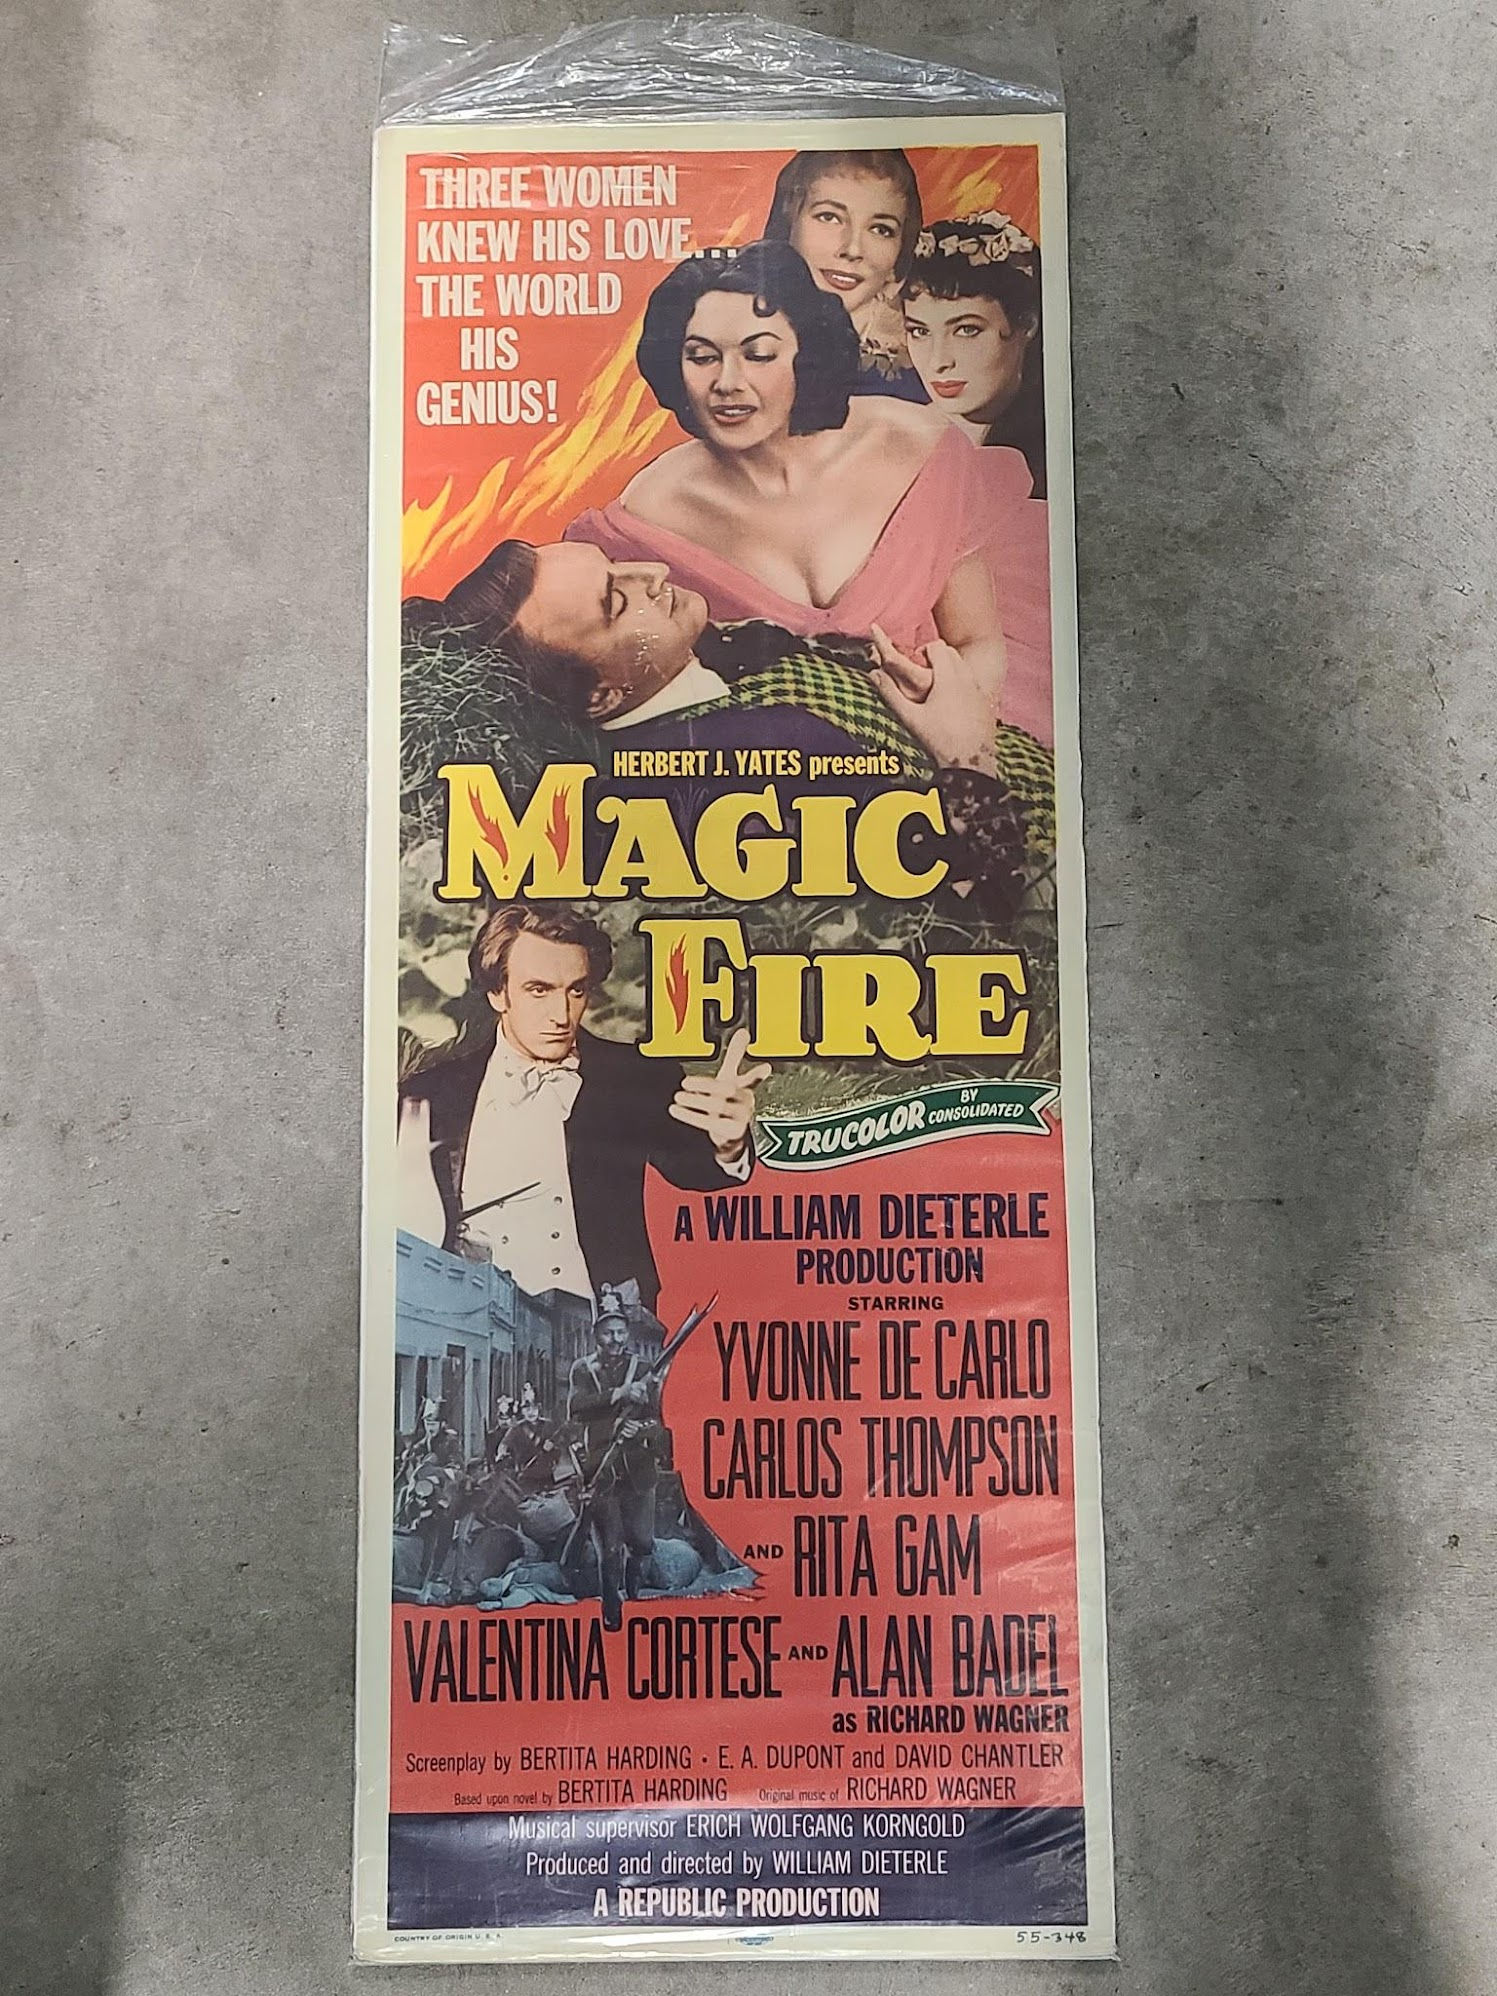 THREE WOMEN
KNEW HIS LOVE...
THE WORLD
HIS
GENIUS!
HERBERT J. YATES presents
MAGIC
FIRE
TRUCOLOR BY CONSOLIDATED
A WILLIAM DIETERLE
PRODUCTION
STARRING
YVONNE DE CARLO
CARLOS THOMPSON
AND RITA GAM
VALENTINA CORTESE AND ALAN BADEL
as RICHARD WAGNER
Screenplay by BERTITA HARDING • E. A. DUPONT and DAVID CHANTLER
Based upon novel by BERTITA HARDING Original music of RICHARD WAGNER
Musical supervisor ERICH WOLFGANG KORNGOLD
Produced and directed by WILLIAM DIETERLE
A REPUBLIC PRODUCTION
COUNTRY OF ORIGIN U. S. A.
55-348